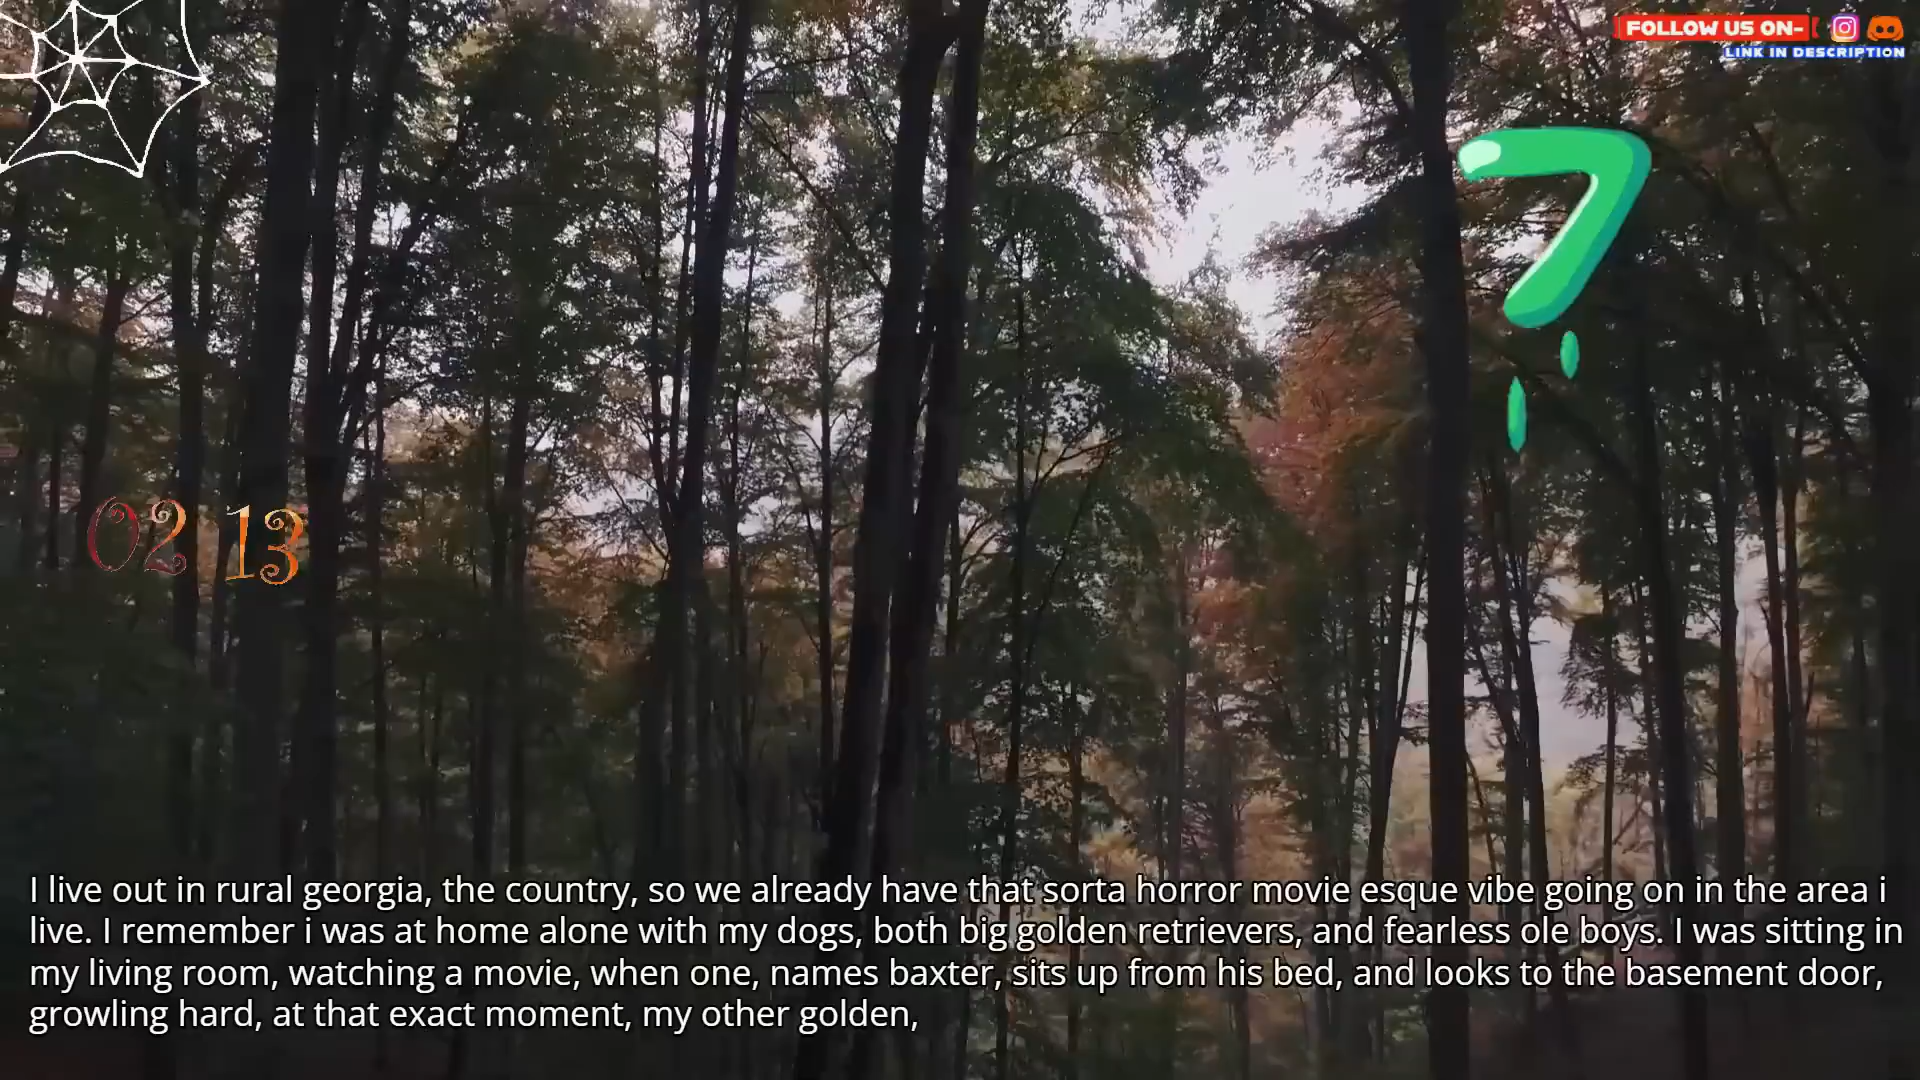 FOLLOW US ON-
LINK IN DESCRIPTION
7
02 13
I live out in rural georgia, the country, so we already have that sorta horror movie esque vibe going on in the area i
live. I remember i was at home alone with my dogs, both big golden retrievers, and fearless ole boys. I was sitting in
my living room, watching a movie, when one, names baxter, sits up from his bed, and looks to the basement door,
growling hard, at that exact moment, my other golden,